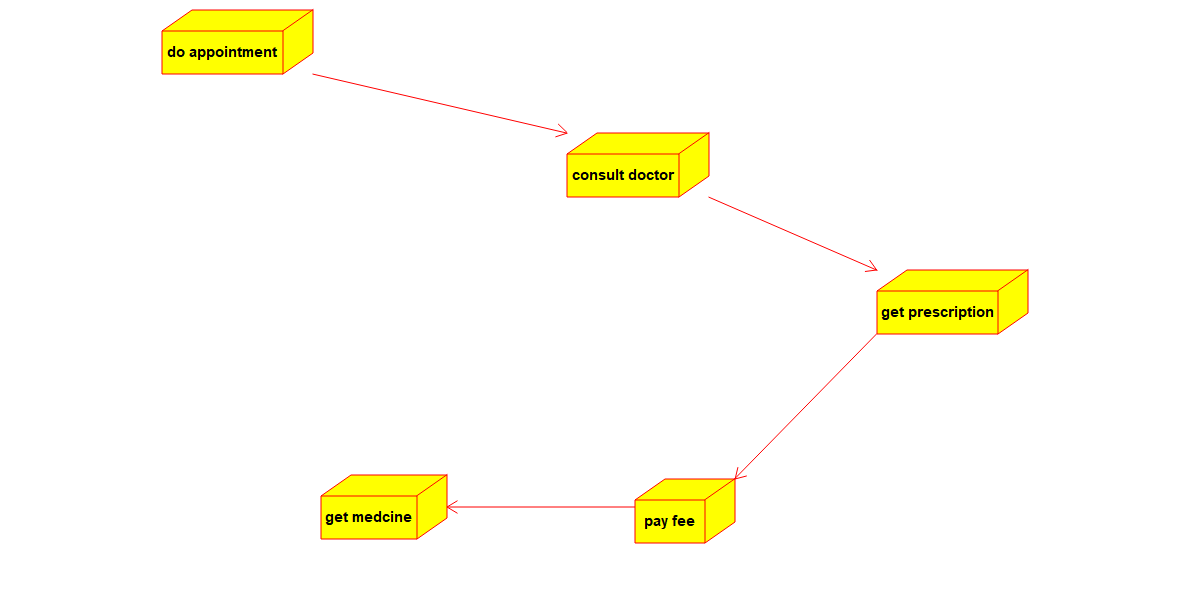 do appointment
consult doctor
get prescription
get medcine
pay fee